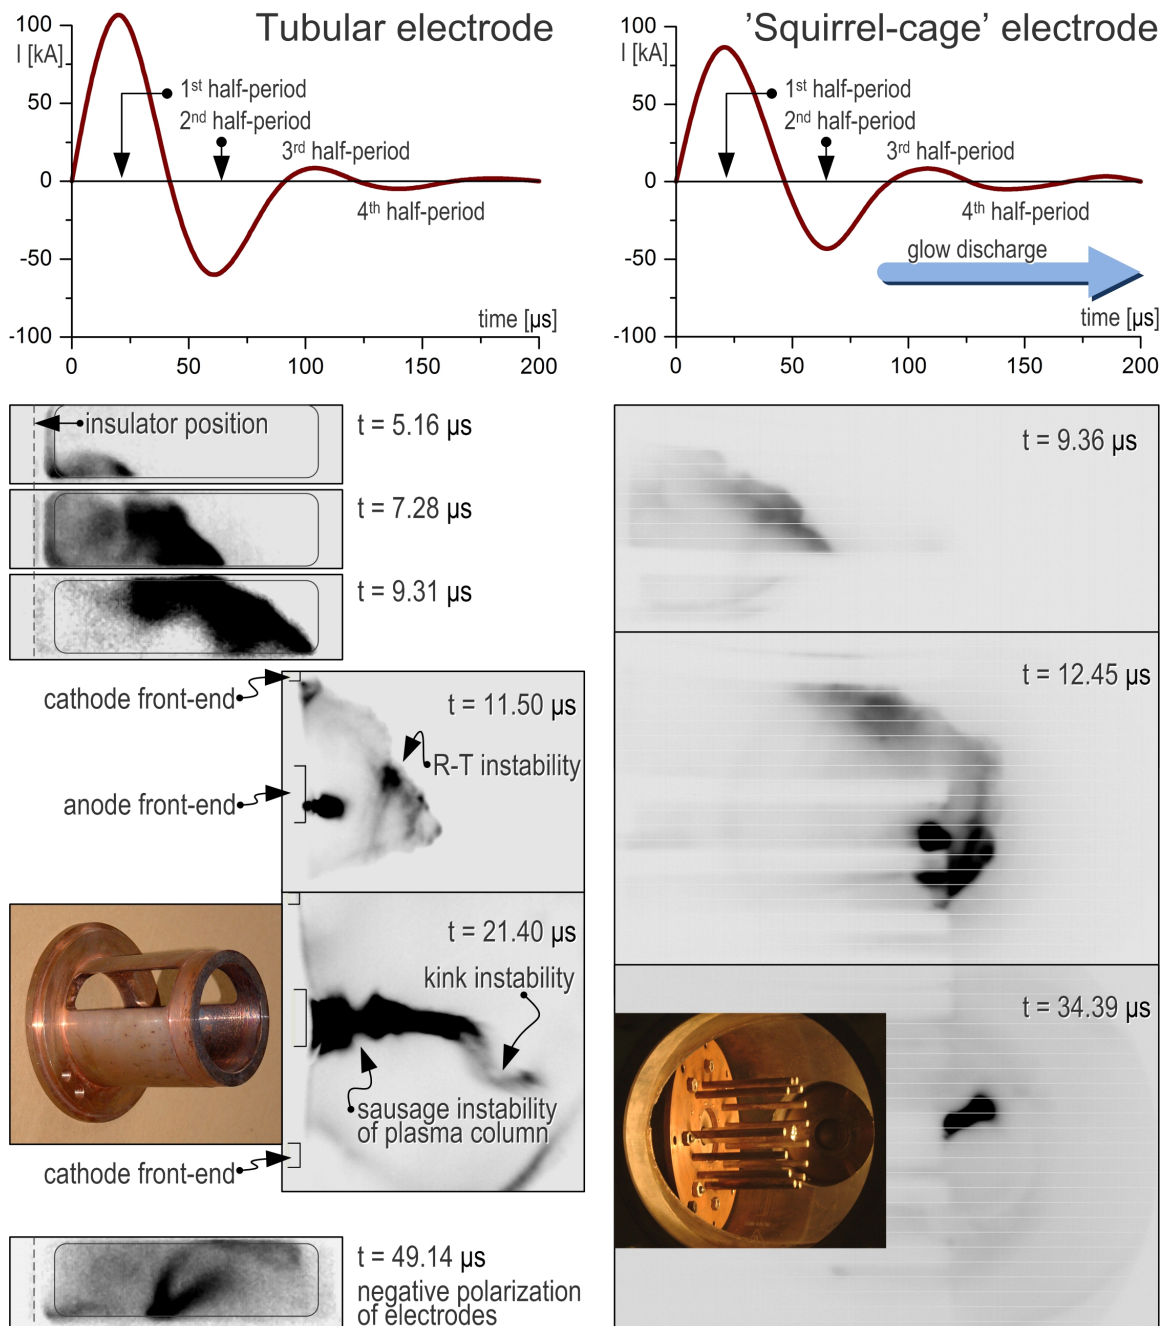 Tubular electrode
I [kA]
100
50
0
-50
-100
1st half-period
2nd half-period
3rd half-period
4th half-period
time [µs]
0 50 100 150 200
’Squirrel-cage’ electrode
I [kA]
100
50
0
-50
-100
1st half-period
2nd half-period
3rd half-period
4th half-period
glow discharge
time [µs]
0 50 100 150 200
insulator position
t = 5.16 µs
t = 7.28 µs
t = 9.31 µs
cathode front-end
t = 11.50 µs
R-T instability
anode front-end
t = 21.40 µs
kink instability
sausage instability
of plasma column
cathode front-end
t = 49.14 µs
negative polarization
of electrodes
t = 9.36 µs
t = 12.45 µs
t = 34.39 µs